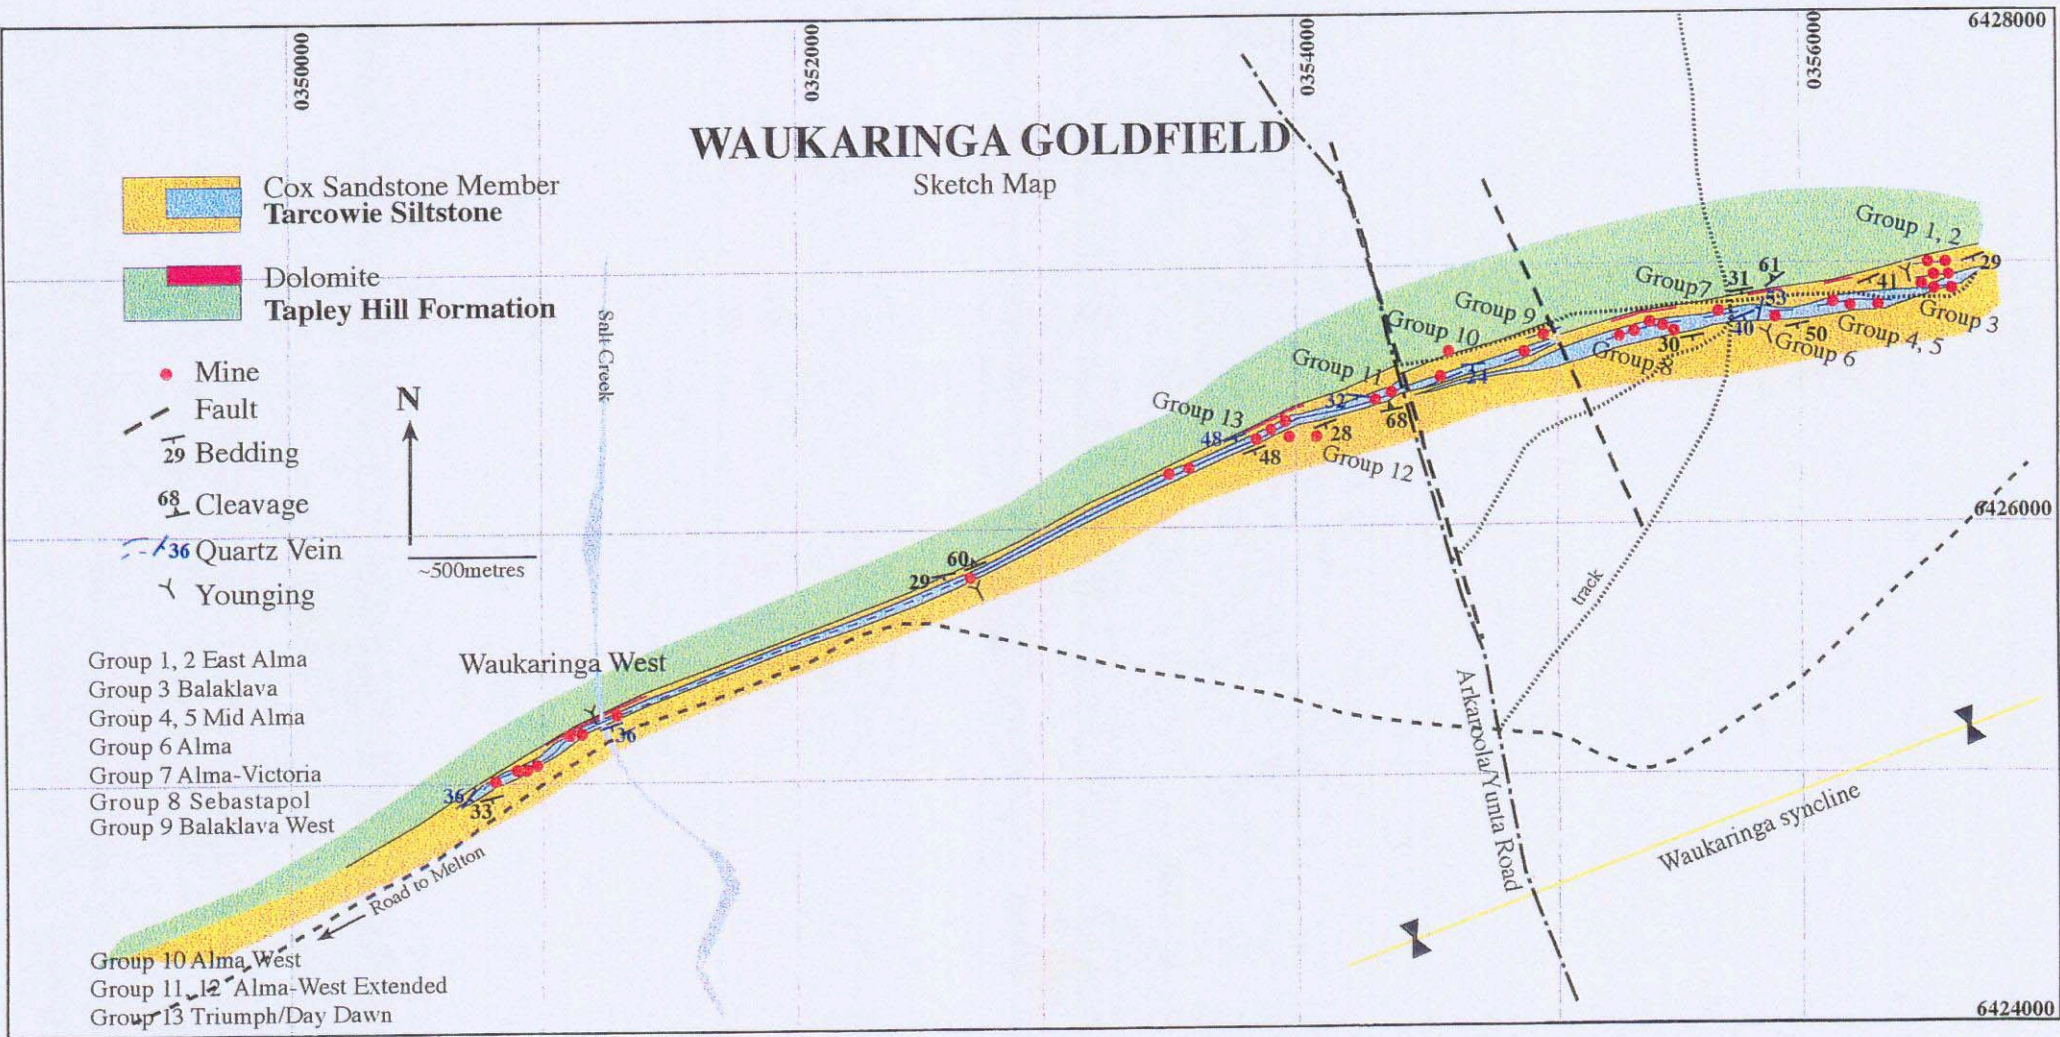 0350000
0352000
0354000
0356000
6428000
WAUKARINGA GOLDFIELD
Sketch Map
Cox Sandstone Member
Tarcowie Siltstone
Dolomite
Tapley Hill Formation
Mine
Fault
29 Bedding
68 Cleavage
36 Quartz Vein
Younging
N
~500metres
Salt Creek
Group 1, 2
29
41
61
31
53
Group7
Group 3
Group 4, 5
50
40
Group 6
30
Group 8
Group 9
Group 10
24
Group 11
32
68
Group 13
48
28
48
Group 12
6426000
60
29
track
Waukaringa West
36
36
33
Road to Melton
Arkaroola/Yunta Road
Waukaringa syncline
Group 1, 2 East Alma
Group 3 Balaklava
Group 4, 5 Mid Alma
Group 6 Alma
Group 7 Alma-Victoria
Group 8 Sebastapol
Group 9 Balaklava West
Group 10 Alma West
Group 11, 12 Alma-West Extended
Group 13 Triumph/Day Dawn
6424000